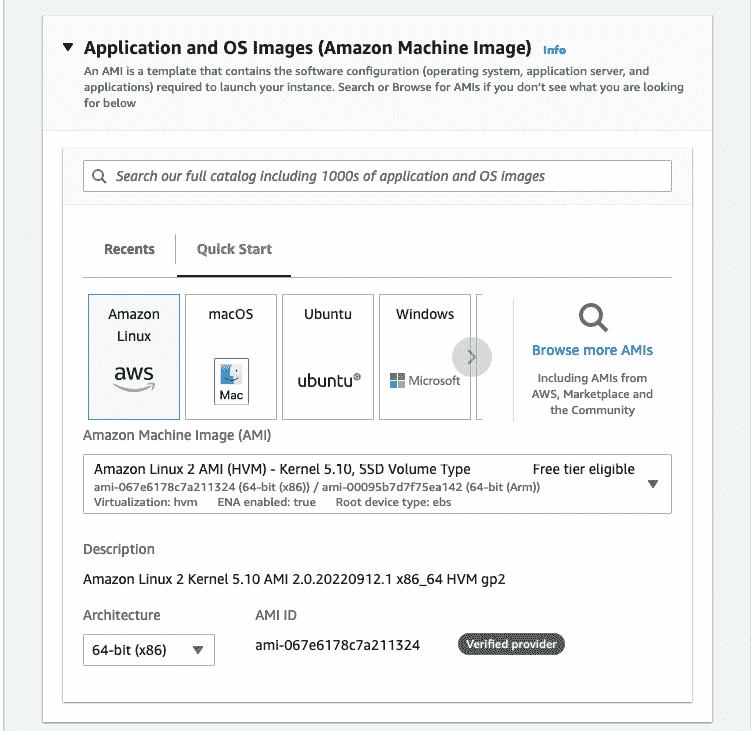 Application and OS Images (Amazon Machine Image) Info
An AMI is a template that contains the software configuration (operating system, application server, and
applications) required to launch your instance. Search or Browse for AMIs if you don’t see what you are looking
for below
Search our full catalog including 1000s of application and OS images
Recents
Quick Start
Amazon
Linux
aws
macOS
Mac
Ubuntu
ubuntu®
Windows
Microsoft
Browse more AMIs
Including AMIs from
AWS, Marketplace and
the Community
Amazon Machine Image (AMI)
Amazon Linux 2 AMI (HVM) - Kernel 5.10, SSD Volume Type Free tier eligible
ami-067e6178c7a211324 (64-bit (x86)) / ami-00095b7d7f75ea142 (64-bit (Arm))
Virtualization: hvm ENA enabled: true Root device type: ebs
Description
Amazon Linux 2 Kernel 5.10 AMI 2.0.20220912.1 x86_64 HVM gp2
Architecture
AMI ID
64-bit (x86)
ami-067e6178c7a211324
Verified provider